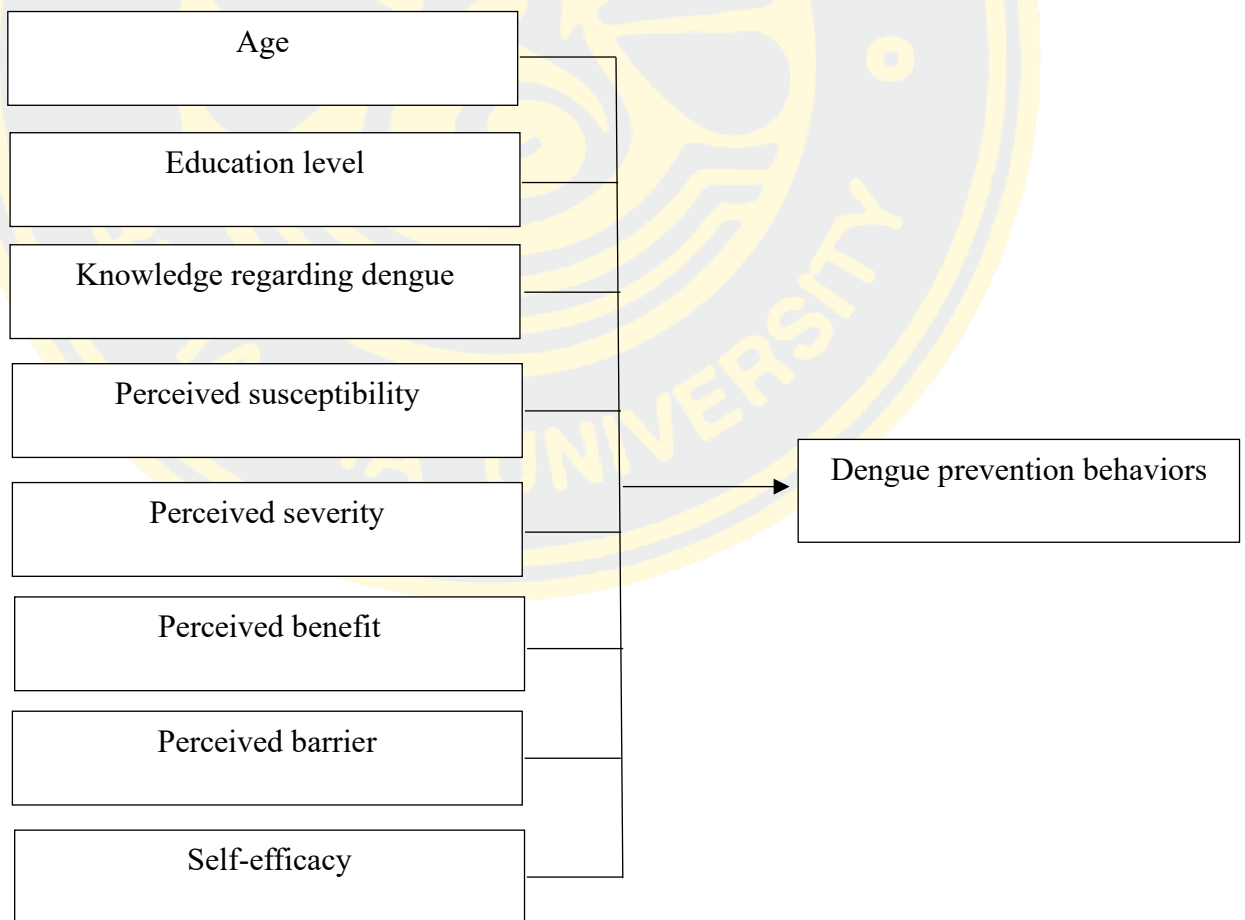 Age
Education level
Knowledge regarding dengue
Perceived susceptibility
Perceived severity
Perceived benefit
Perceived barrier
Self-efficacy
Dengue prevention behaviors
UNIVERSITY